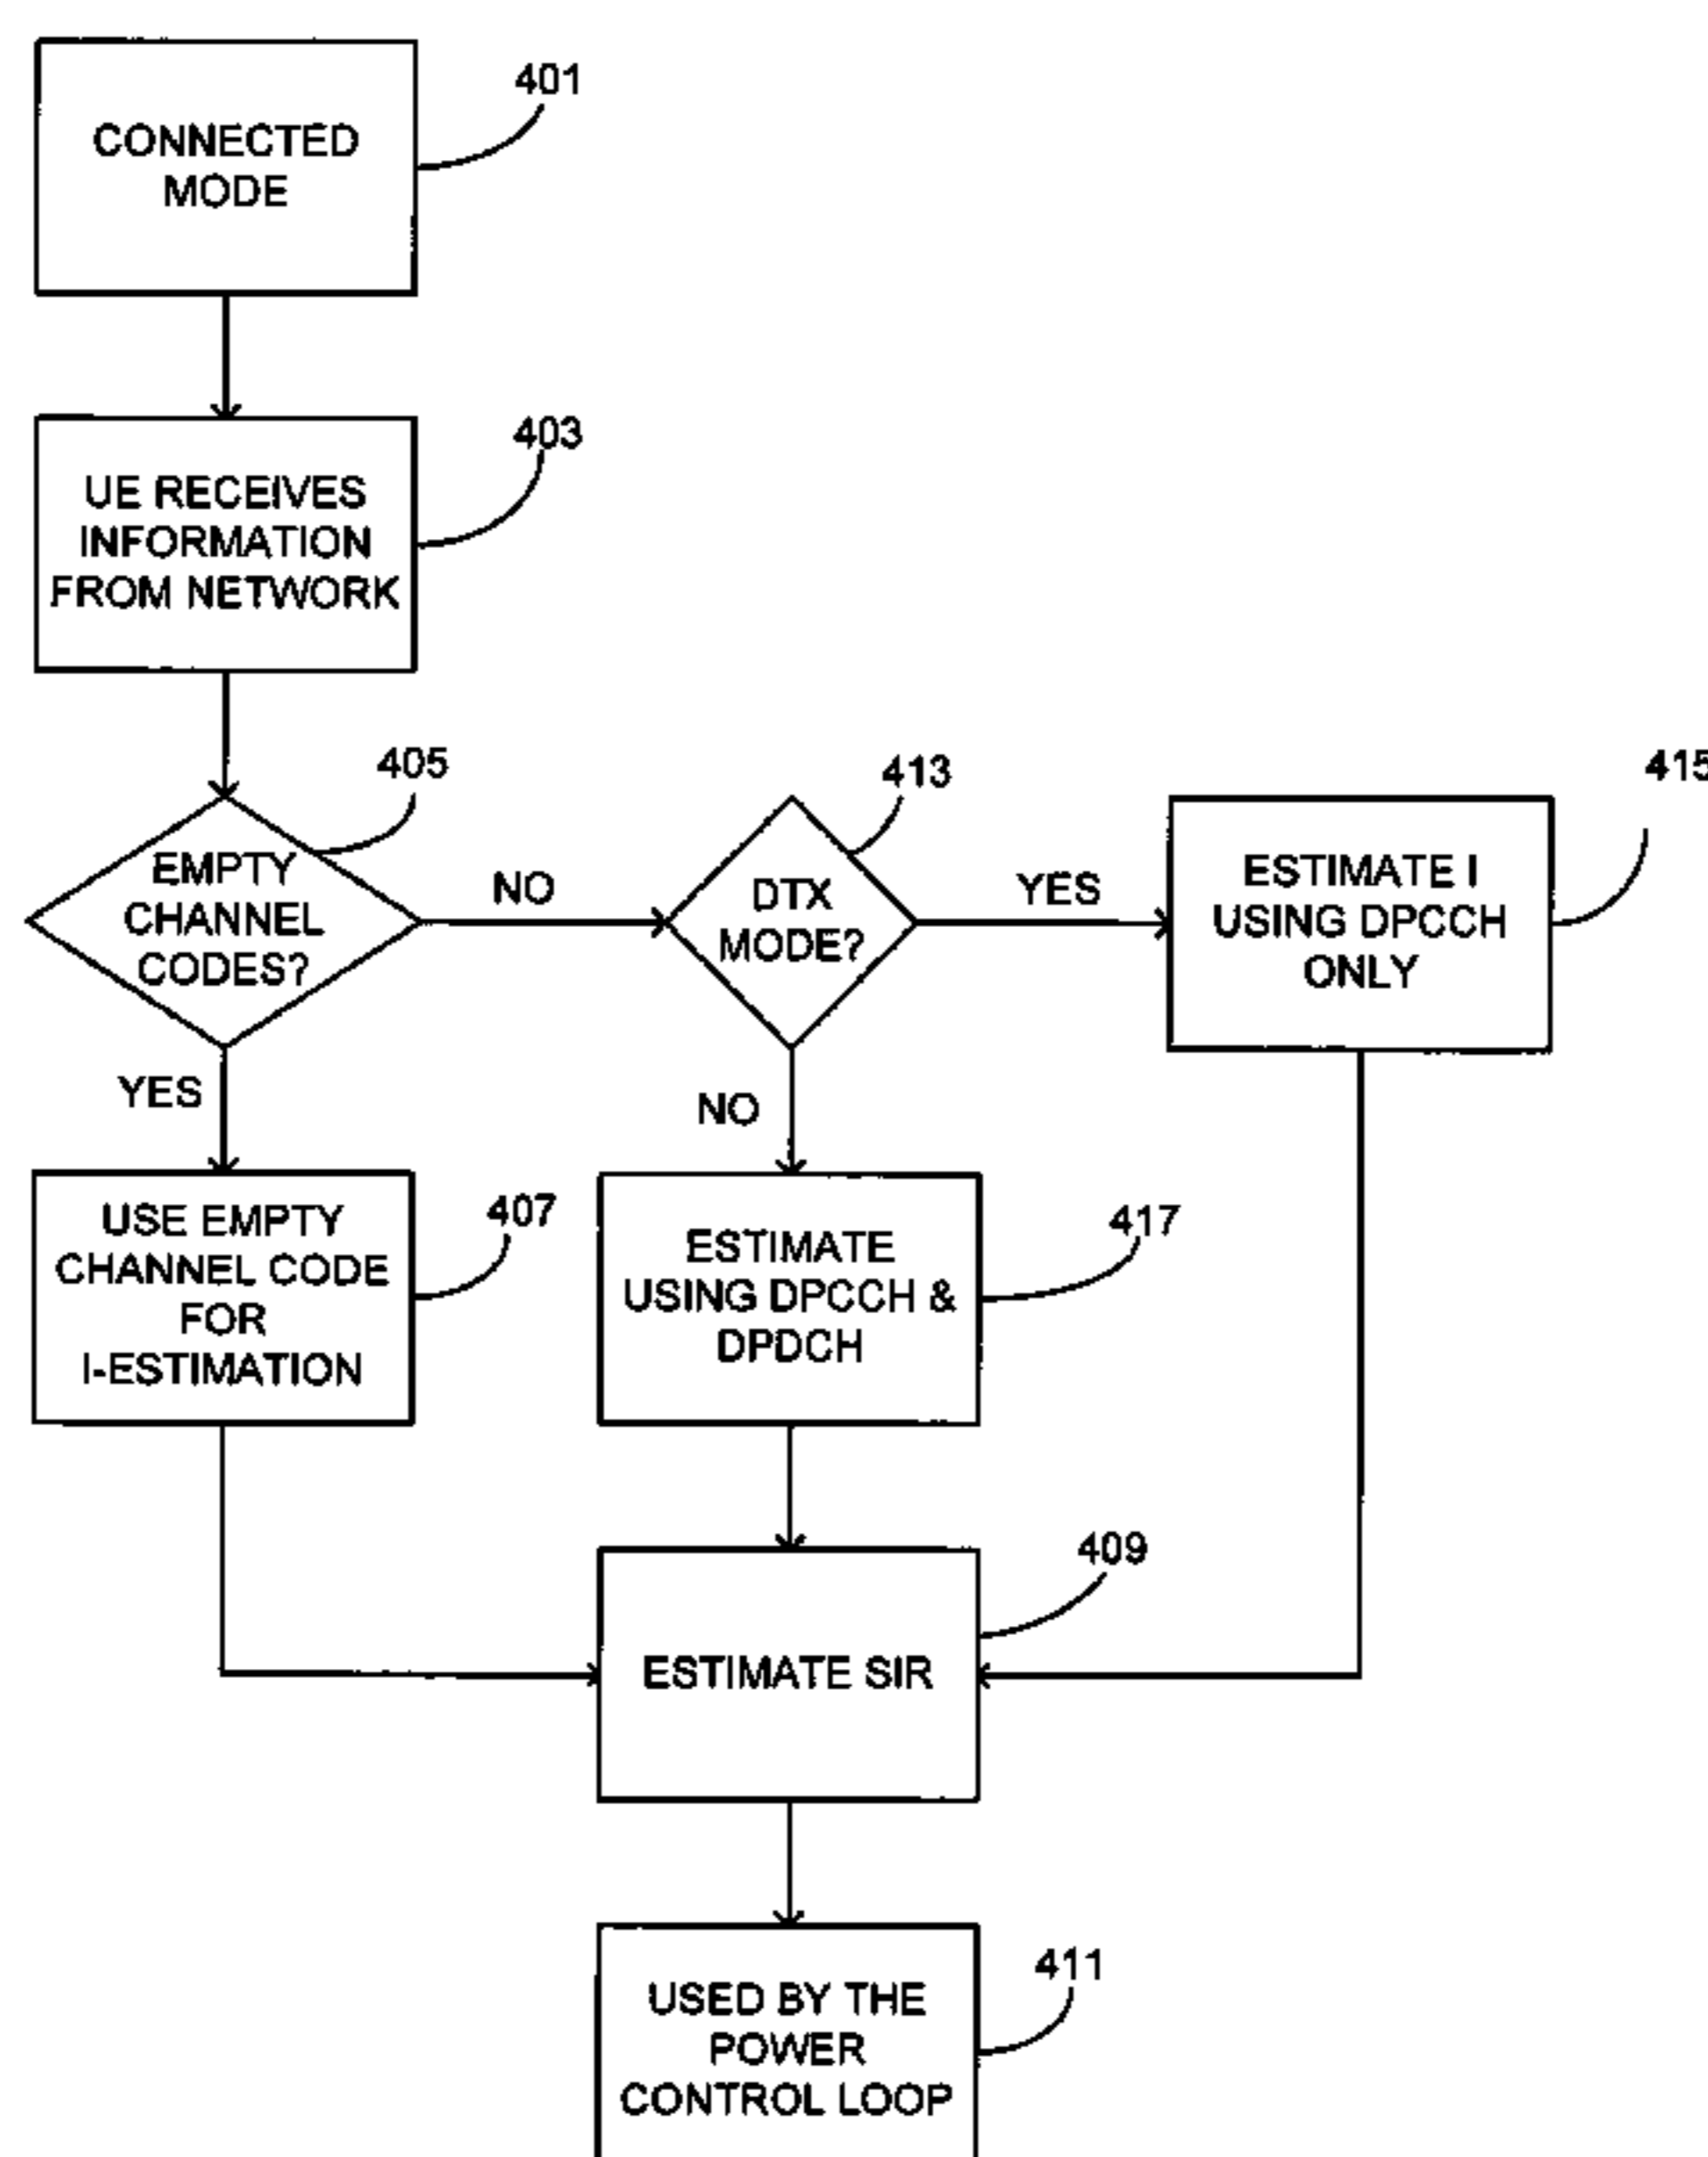 401
CONNECTED
MODE
403
UE RECEIVES
INFORMATION
FROM NETWORK
405
EMPTY
CHANNEL
CODES?
NO
413
DTX
MODE?
YES
415
ESTIMATE I
USING DPCCH
ONLY
YES
NO
407
USE EMPTY
CHANNEL CODE
FOR
I-ESTIMATION
417
ESTIMATE
USING DPCCH &
DPDCH
409
ESTIMATE SIR
411
USED BY THE
POWER
CONTROL LOOP